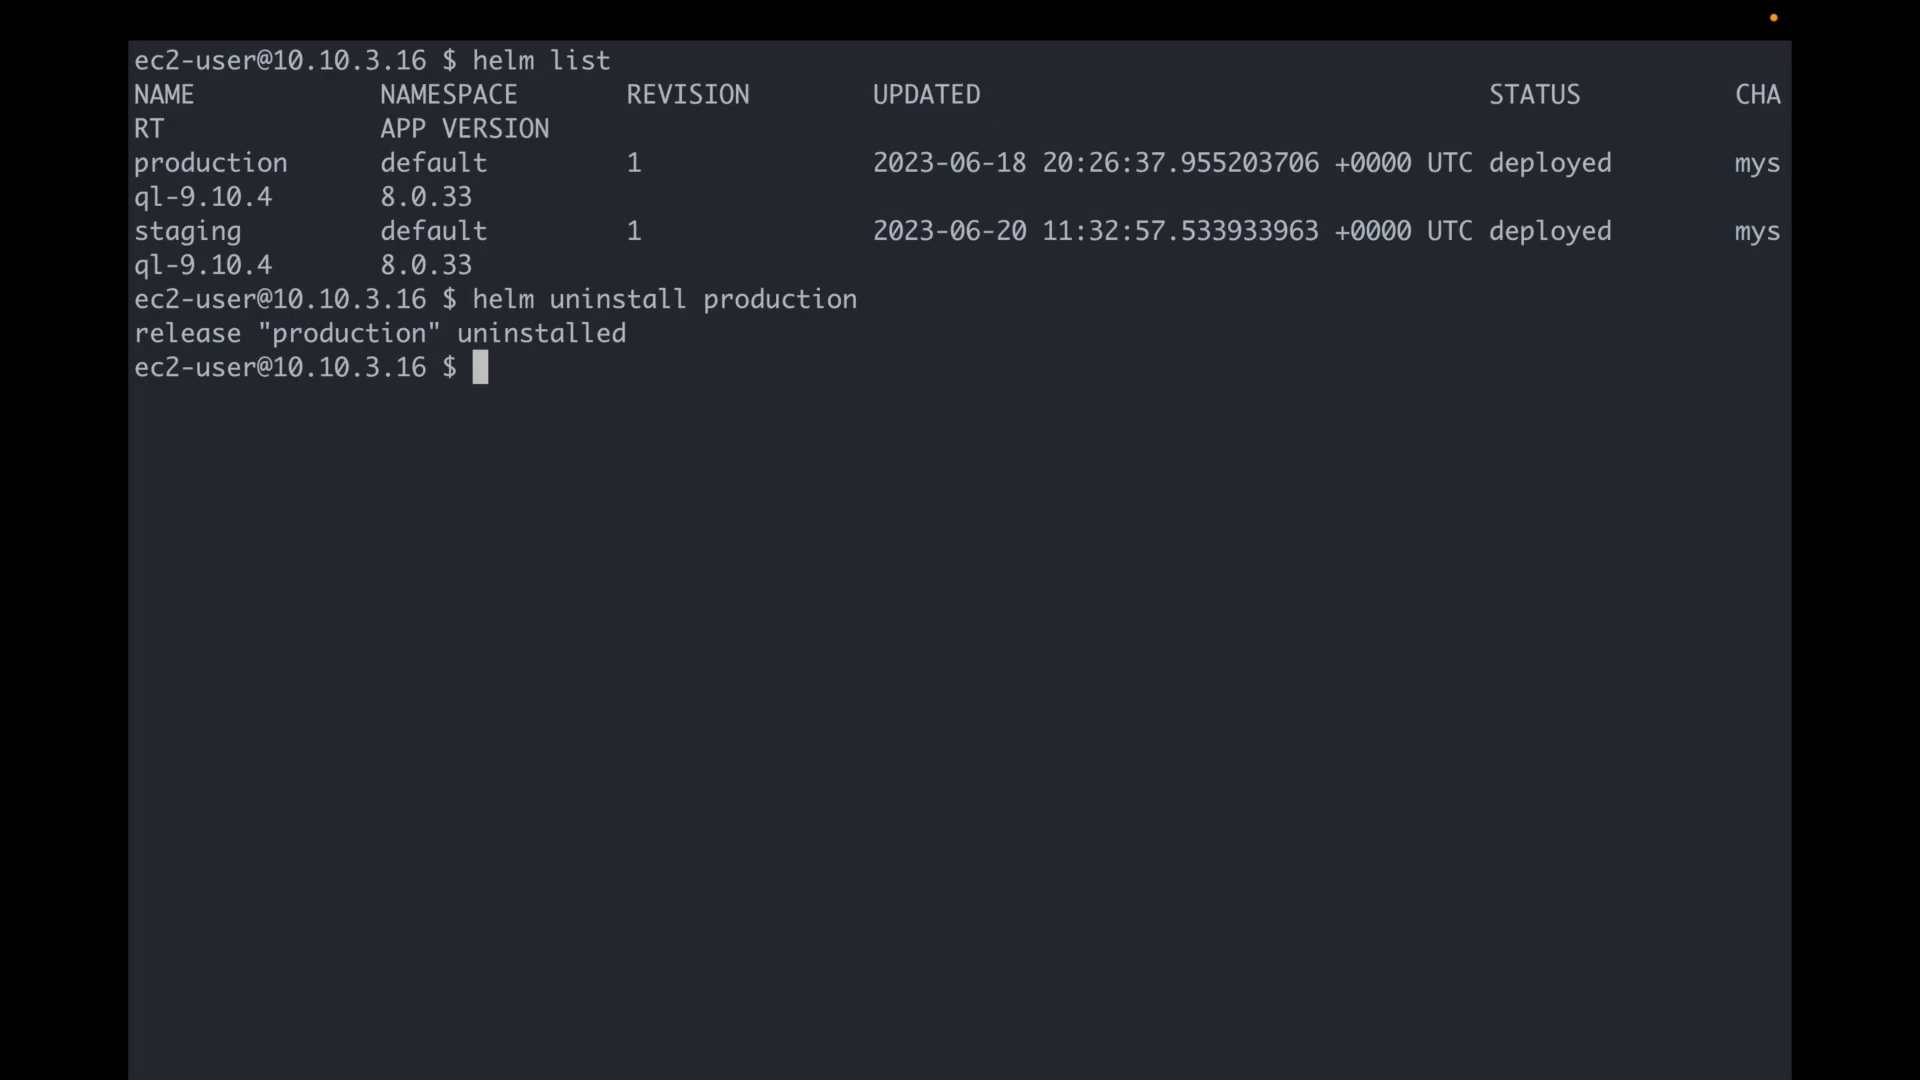 ec2-user@10.10.3.16 $ helm list
NAME NAMESPACE REVISION UPDATED STATUS CHA
RT APP VERSION
production default 1 2023-06-18 20:26:37.955203706 +0000 UTC deployed mys
ql-9.10.4 8.0.33
staging default 1 2023-06-20 11:32:57.533933963 +0000 UTC deployed mys
ql-9.10.4 8.0.33
ec2-user@10.10.3.16 $ helm uninstall production
release "production" uninstalled
ec2-user@10.10.3.16 $